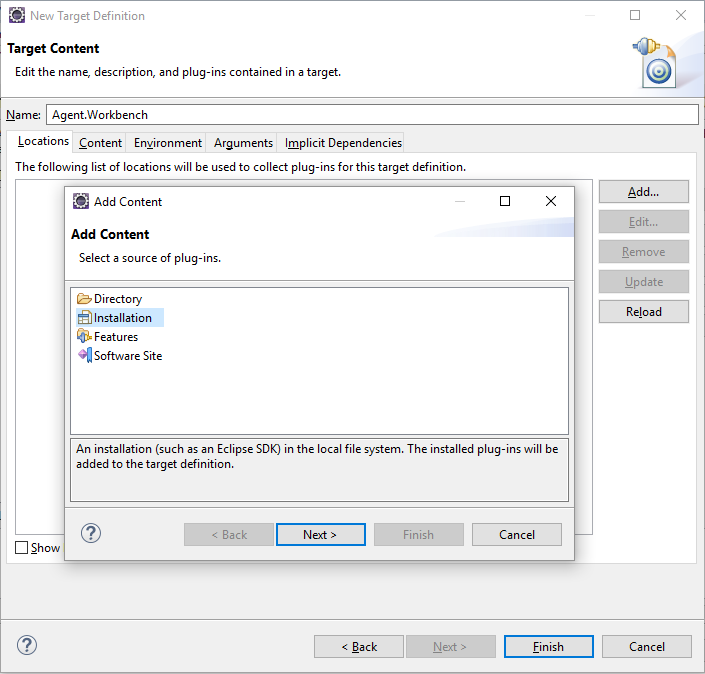 New Target Definition
Target Content
Edit the name, description, and plug-ins contained in a target.
Name: Agent.Workbench
Locations Content Environment Arguments Implicit Dependencies
The following list of locations will be used to collect plug-ins for this target definition.
Add...
Edit...
Remove
Update
Reload
Add Content
Add Content
Select a source of plug-ins.
Directory
Installation
Features
Software Site
An installation (such as an Eclipse SDK) in the local file system. The installed plug-ins will be
added to the target definition.
? < Back Next > Finish Cancel
Show
? < Back Next > Finish Cancel